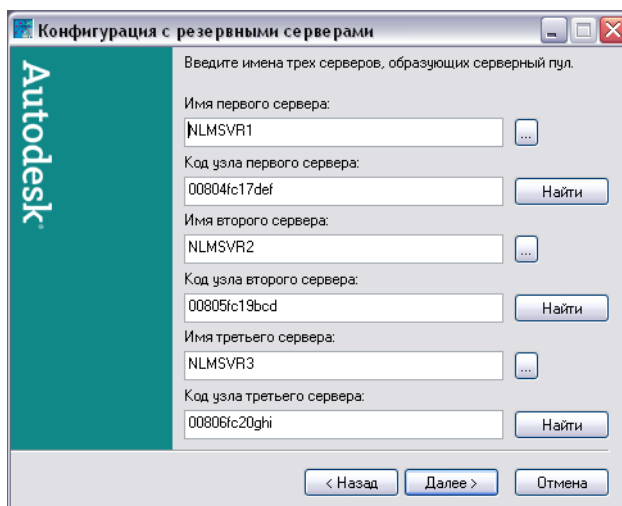 Конфигурация с резервными серверами
Autodesk®
Введите имена трех серверов, образующих серверный пул.
Имя первого сервера:
NLMSVR1
...
Код узла первого сервера:
00804fc17def
Найти
Имя второго сервера:
NLMSVR2
...
Код узла второго сервера:
00805fc19bcd
Найти
Имя третьего сервера:
NLMSVR3
...
Код узла третьего сервера:
00806fc20ghi
Найти
< Назад
Далее >
Отмена